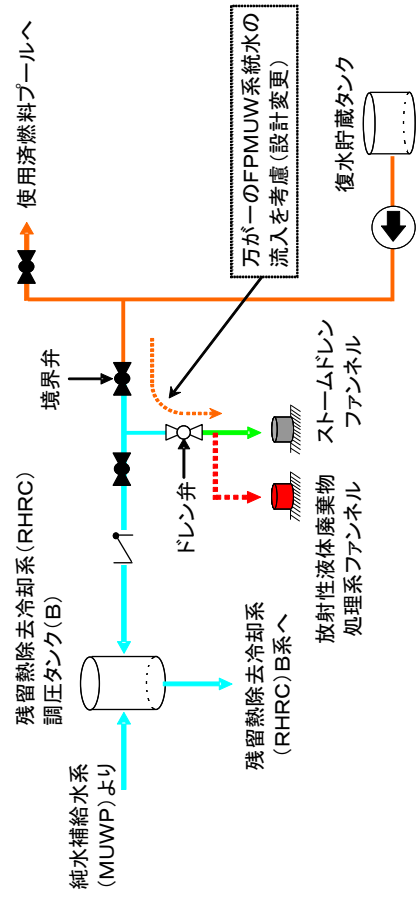 純水補給水系
(MUWP)より
残留熱除去冷却系(RHRC)
調圧タンク(B)
残留熱除去冷却系
(RHRC)B系へ
境界弁
ドレン弁
放射性液体廃棄物
処理系ファンネル
ストームドレン
ファンネル
使用済燃料プールへ
万が一のFPMUW系統水の
流入を考慮(設計変更)
復水貯蔵タンク